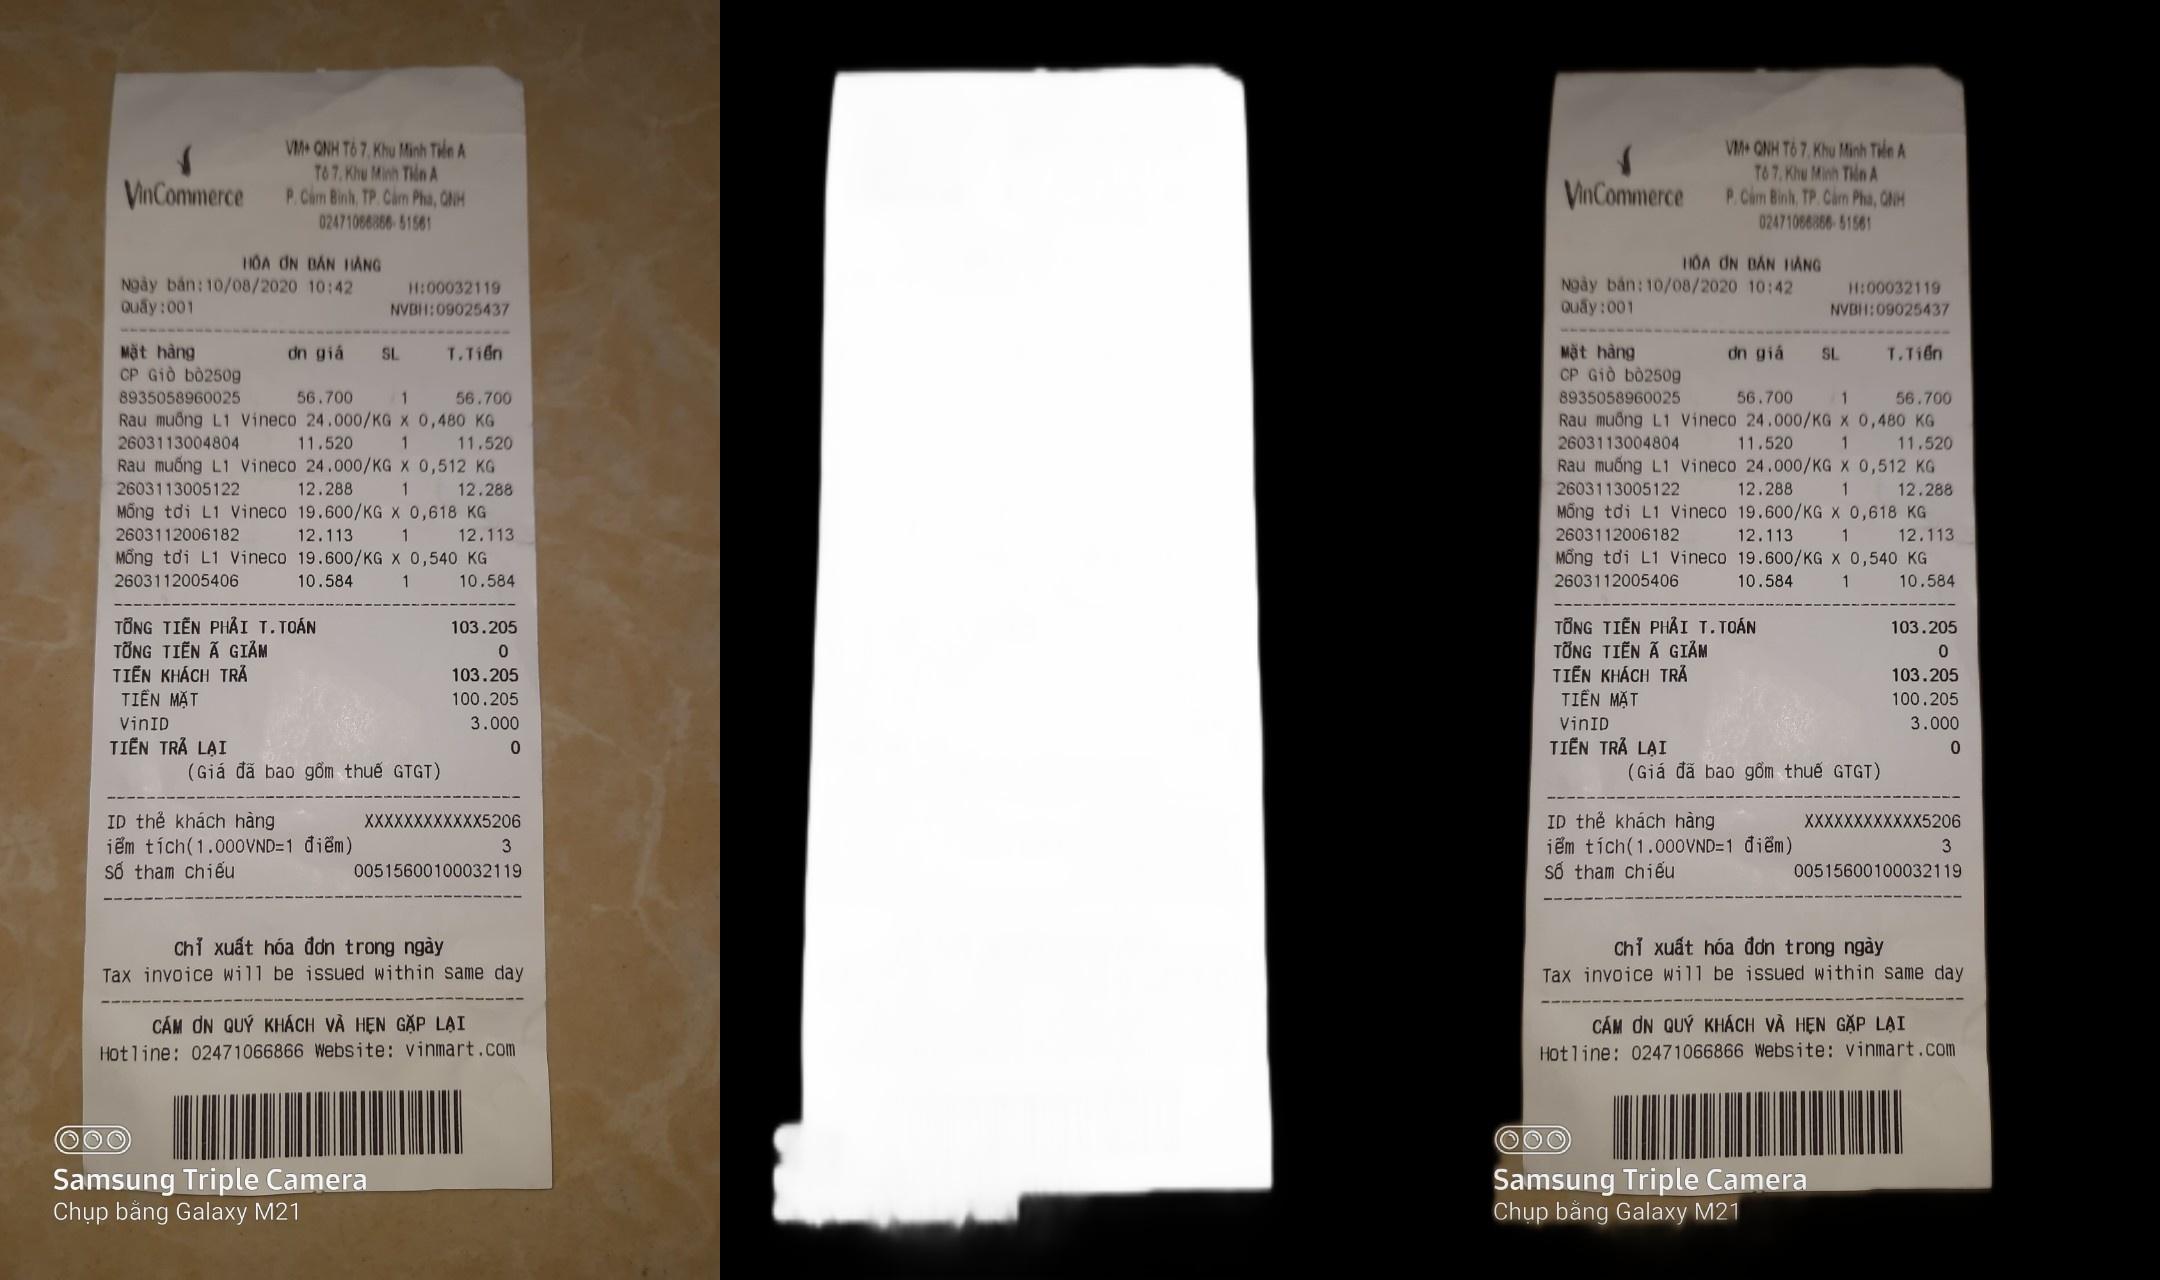 VinCommerce
VM+ QNH Tổ 7, Khu Minh Tiến A
Tổ 7, Khu Minh Tiến A
P. Cẩm Bình, TP. Cẩm Phả, QNH
02471066866- 51561
HÓA ƠN BÁN HÀNG
Ngày bán:10/08/2020 10:42 H:00032119
Quầy:001 NVBH:09025437
Mặt hàng ơn giá SL T.Tiền
CP Giò bò250g
8935058960025 56.700 1 56.700
Rau muống L1 Vineco 24.000/KG X 0,480 KG
2603113004804 11.520 1 11.520
Rau muống L1 Vineco 24.000/KG X 0,512 KG
2603113005122 12.288 1 12.288
Mồng tơi L1 Vineco 19.600/KG X 0,618 KG
2603112006182 12.113 1 12.113
Mồng tơi L1 Vineco 19.600/KG X 0,540 KG
2603112005406 10.584 1 10.584
TỔNG TIỀN PHẢI T.TOÁN 103.205
TỔNG TIỀN Ã GIẢM 0
TIỀN KHÁCH TRẢ 103.205
TIỀN MẶT 100.205
VinID 3.000
TIỀN TRẢ LẠI 0
(Giá đã bao gồm thuế GTGT)
ID thẻ khách hàng XXXXXXXXXXXX5206
iểm tích(1.000VND=1 điểm) 3
Số tham chiếu 00515600100032119
Chỉ xuất hóa đơn trong ngày
Tax invoice will be issued within same day
CÁM ƠN QUÝ KHÁCH VÀ HẸN GẶP LẠI
Hotline: 02471066866 Website: vinmart.com
Samsung Triple Camera
Chụp bằng Galaxy M21
VinCommerce
VM+ QNH Tổ 7, Khu Minh Tiến A
Tổ 7, Khu Minh Tiến A
P. Cẩm Bình, TP. Cẩm Phả, QNH
02471066866- 51561
HÓA ƠN BÁN HÀNG
Ngày bán:10/08/2020 10:42 H:00032119
Quầy:001 NVBH:09025437
Mặt hàng ơn giá SL T.Tiền
CP Giò bò250g
8935058960025 56.700 1 56.700
Rau muống L1 Vineco 24.000/KG X 0,480 KG
2603113004804 11.520 1 11.520
Rau muống L1 Vineco 24.000/KG X 0,512 KG
2603113005122 12.288 1 12.288
Mồng tơi L1 Vineco 19.600/KG X 0,618 KG
2603112006182 12.113 1 12.113
Mồng tơi L1 Vineco 19.600/KG X 0,540 KG
2603112005406 10.584 1 10.584
TỔNG TIỀN PHẢI T.TOÁN 103.205
TỔNG TIỀN Ã GIẢM 0
TIỀN KHÁCH TRẢ 103.205
TIỀN MẶT 100.205
VinID 3.000
TIỀN TRẢ LẠI 0
(Giá đã bao gồm thuế GTGT)
ID thẻ khách hàng XXXXXXXXXXXX5206
iểm tích(1.000VND=1 điểm) 3
Số tham chiếu 00515600100032119
Chỉ xuất hóa đơn trong ngày
Tax invoice will be issued within same day
CÁM ƠN QUÝ KHÁCH VÀ HẸN GẶP LẠI
Hotline: 02471066866 Website: vinmart.com
Samsung Triple Camera
Chụp bằng Galaxy M21